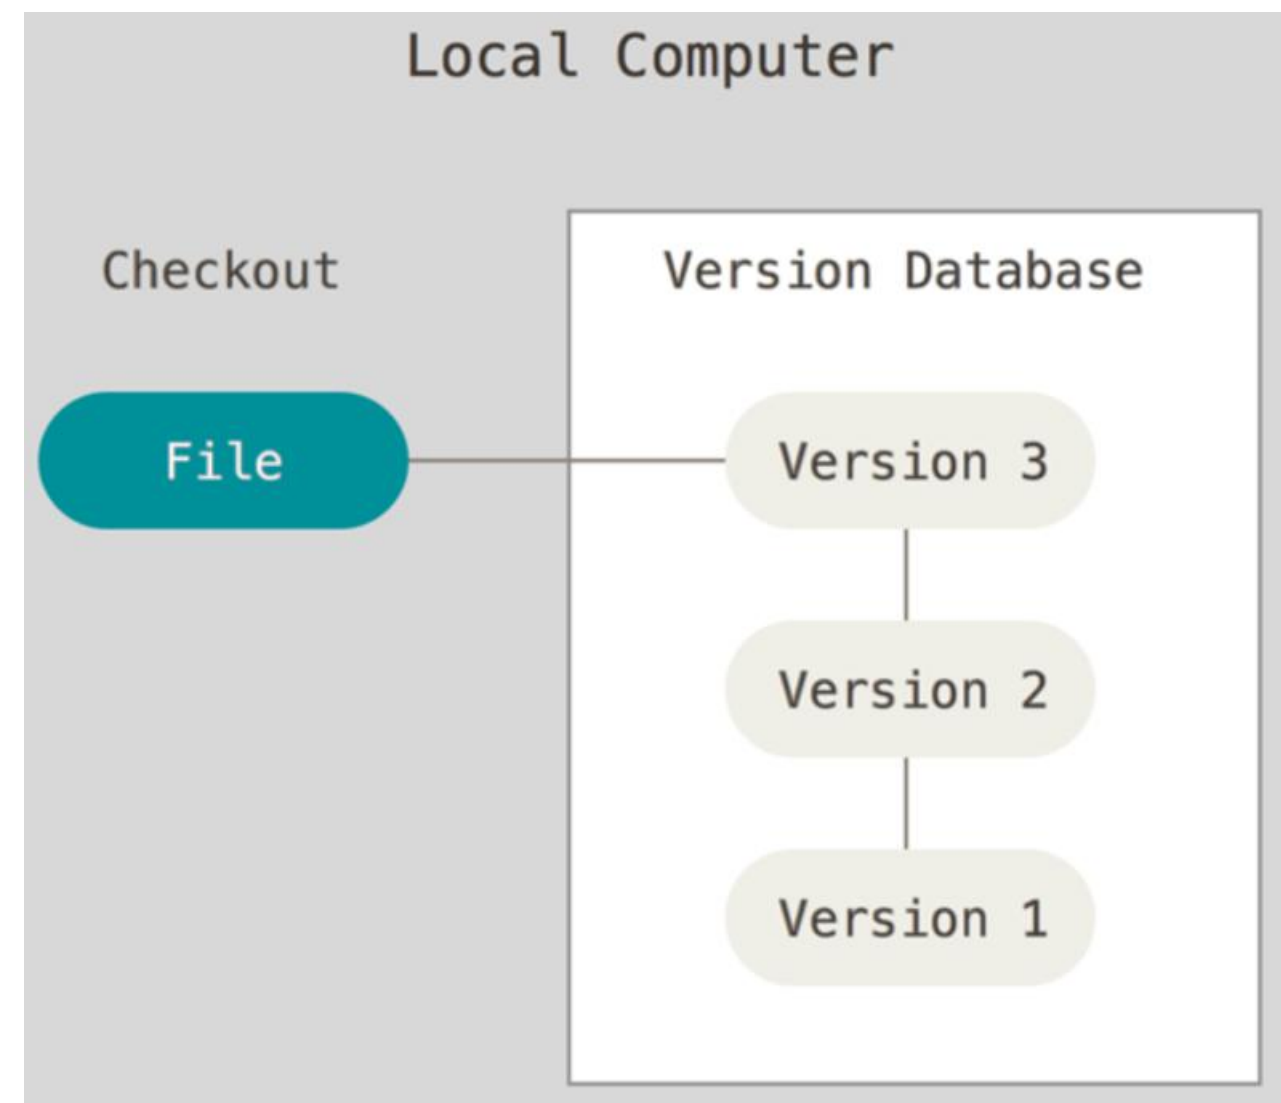 Local Computer
Checkout
Version Database
File
Version 3
Version 2
Version 1